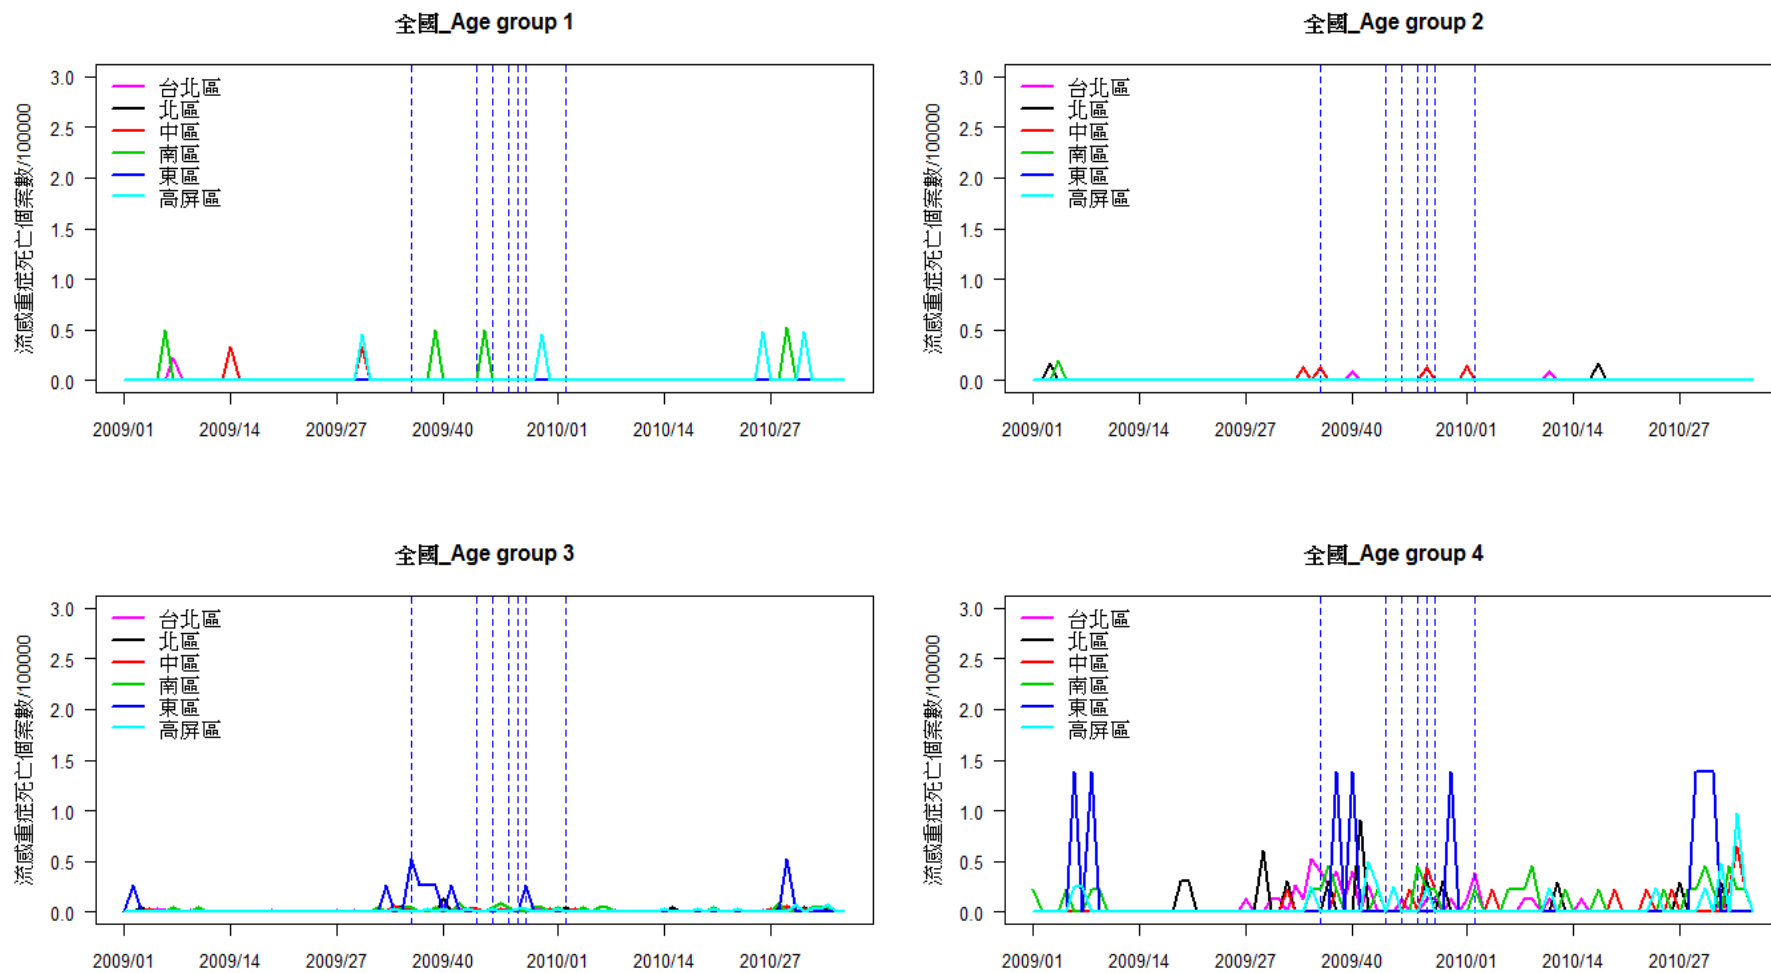 全國_Age group 1
流感重症死亡個案數/100000
3.0
2.5
2.0
1.5
1.0
0.5
0.0
台北區
北區
中區
南區
東區
高屏區
2009/01
2009/14
2009/27
2009/40
2010/01
2010/14
2010/27
全國_Age group 2
流感重症死亡個案數/100000
3.0
2.5
2.0
1.5
1.0
0.5
0.0
台北區
北區
中區
南區
東區
高屏區
2009/01
2009/14
2009/27
2009/40
2010/01
2010/14
2010/27
全國_Age group 3
流感重症死亡個案數/100000
3.0
2.5
2.0
1.5
1.0
0.5
0.0
台北區
北區
中區
南區
東區
高屏區
2009/01
2009/14
2009/27
2009/40
2010/01
2010/14
2010/27
全國_Age group 4
流感重症死亡個案數/100000
3.0
2.5
2.0
1.5
1.0
0.5
0.0
台北區
北區
中區
南區
東區
高屏區
2009/01
2009/14
2009/27
2009/40
2010/01
2010/14
2010/27